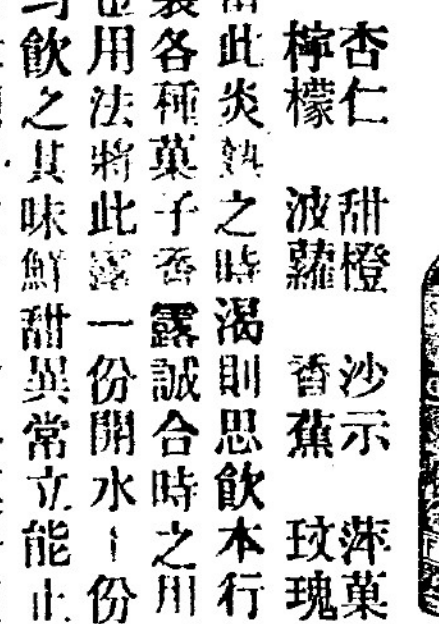 杏仁 甜橙 沙示 萍菓
檸檬 波蘿 香蕉 玫瑰
此炎熱之時渴則思飲本行
各種菓子香露誠合時之用
用法將此露一份開水一份
飲之其味鮮甜異常立能止